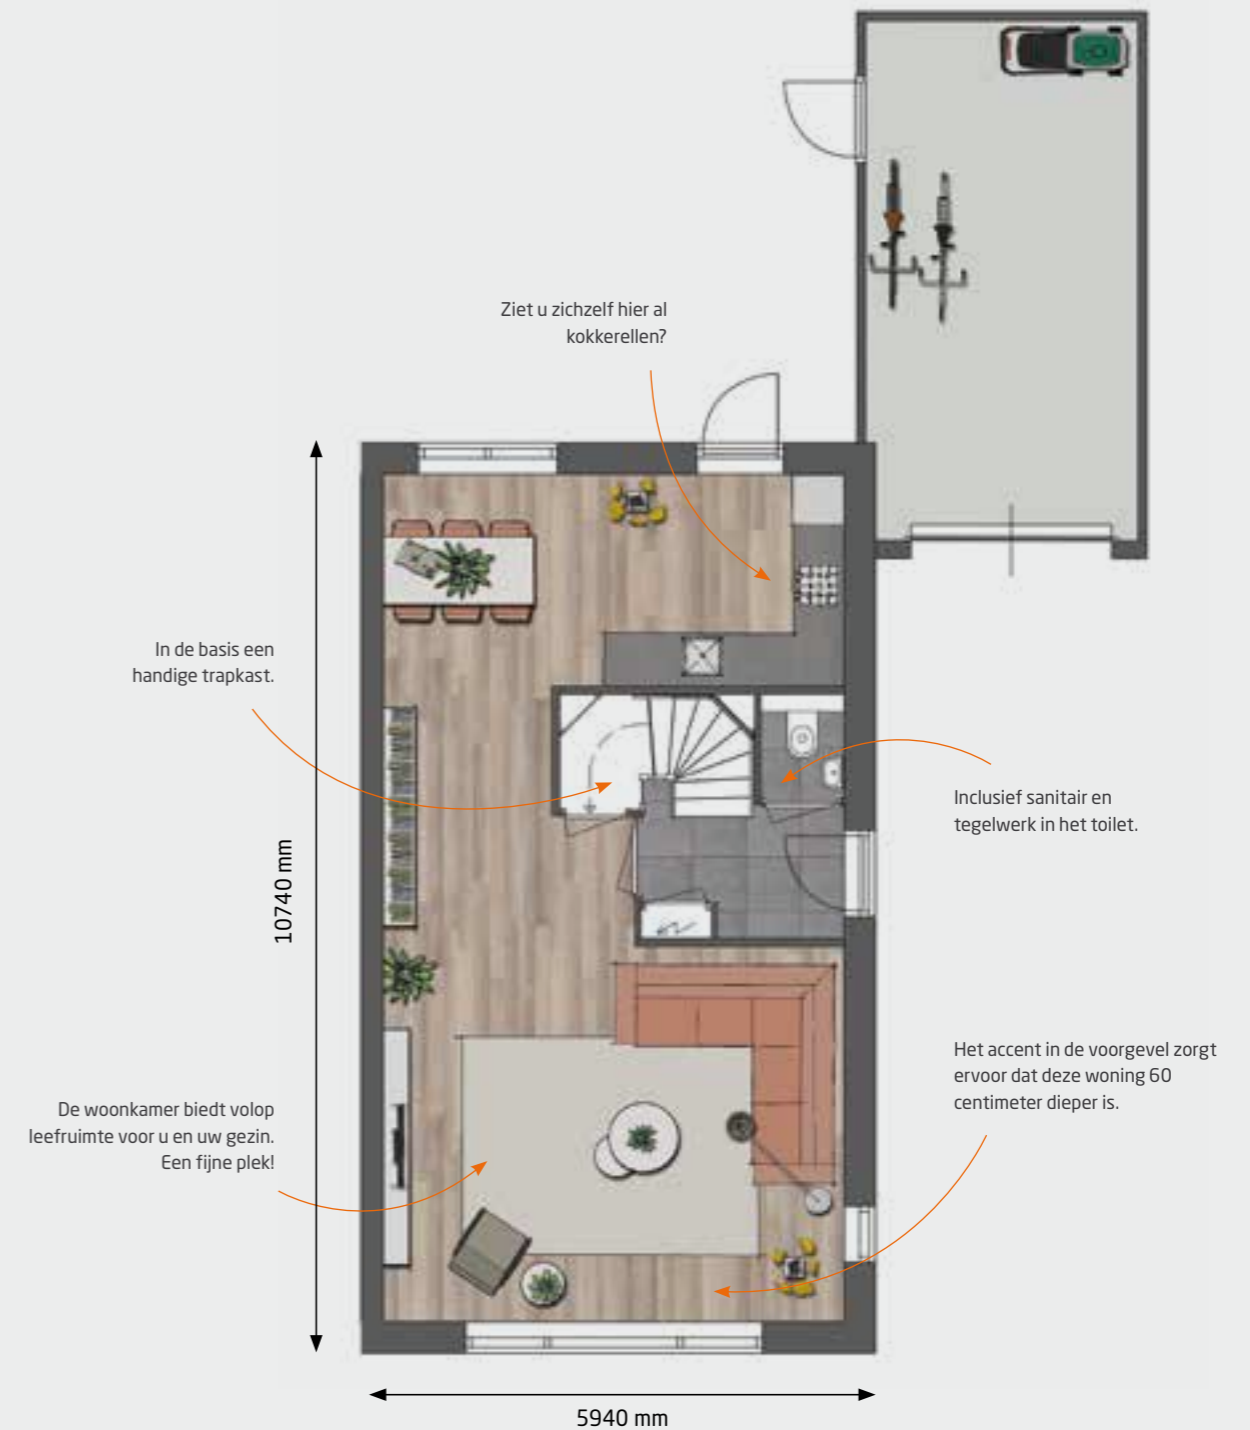 Ziet u zichzelf hier al
kokkerellen?
In de basis een
handige trapkast.
Inclusief sanitair en
tegelwerk in het toilet.
10740 mm
Het accent in de voorgevel zorgt
ervoor dat deze woning 60
centimeter dieper is.
De woonkamer biedt volop
leefruimte voor u en uw gezin.
Een fijne plek!
5940 mm